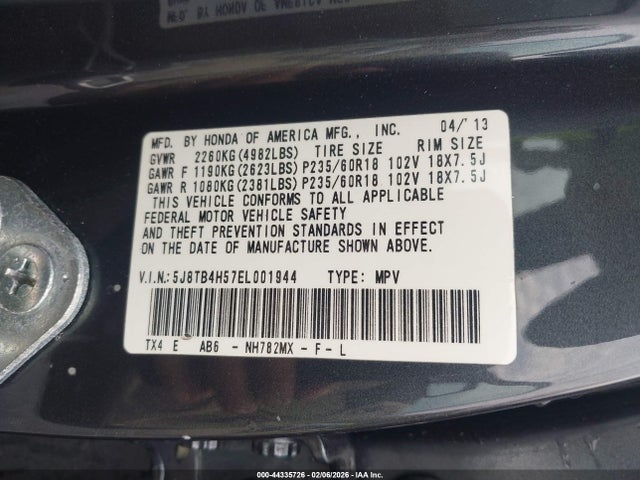 MFD. BY HONDA OF AMERICA MFG., INC. 04/'13
GVWR 2260KG(4982LBS) TIRE SIZE RIM SIZE
GAWR F 1190KG(2623LBS)P235/60R18 102V 18X7.5J
GAWR R 1080KG(2381LBS)P235/60R18 102V 18X7.5J
THIS VEHICLE CONFORMS TO ALL APPLICABLE
FEDERAL MOTOR VEHICLE SAFETY
AND THEFT PREVENTION STANDARDS IN EFFECT
ON THE DATE OF MANUFACTURE SHOWN ABOVE.
V.I.N.:5J8TB4H57EL001944 TYPE: MPV
TX4 E AB6 - NH782MX - F - L
000-44335726 - 02/06/2026 - IAA Inc.